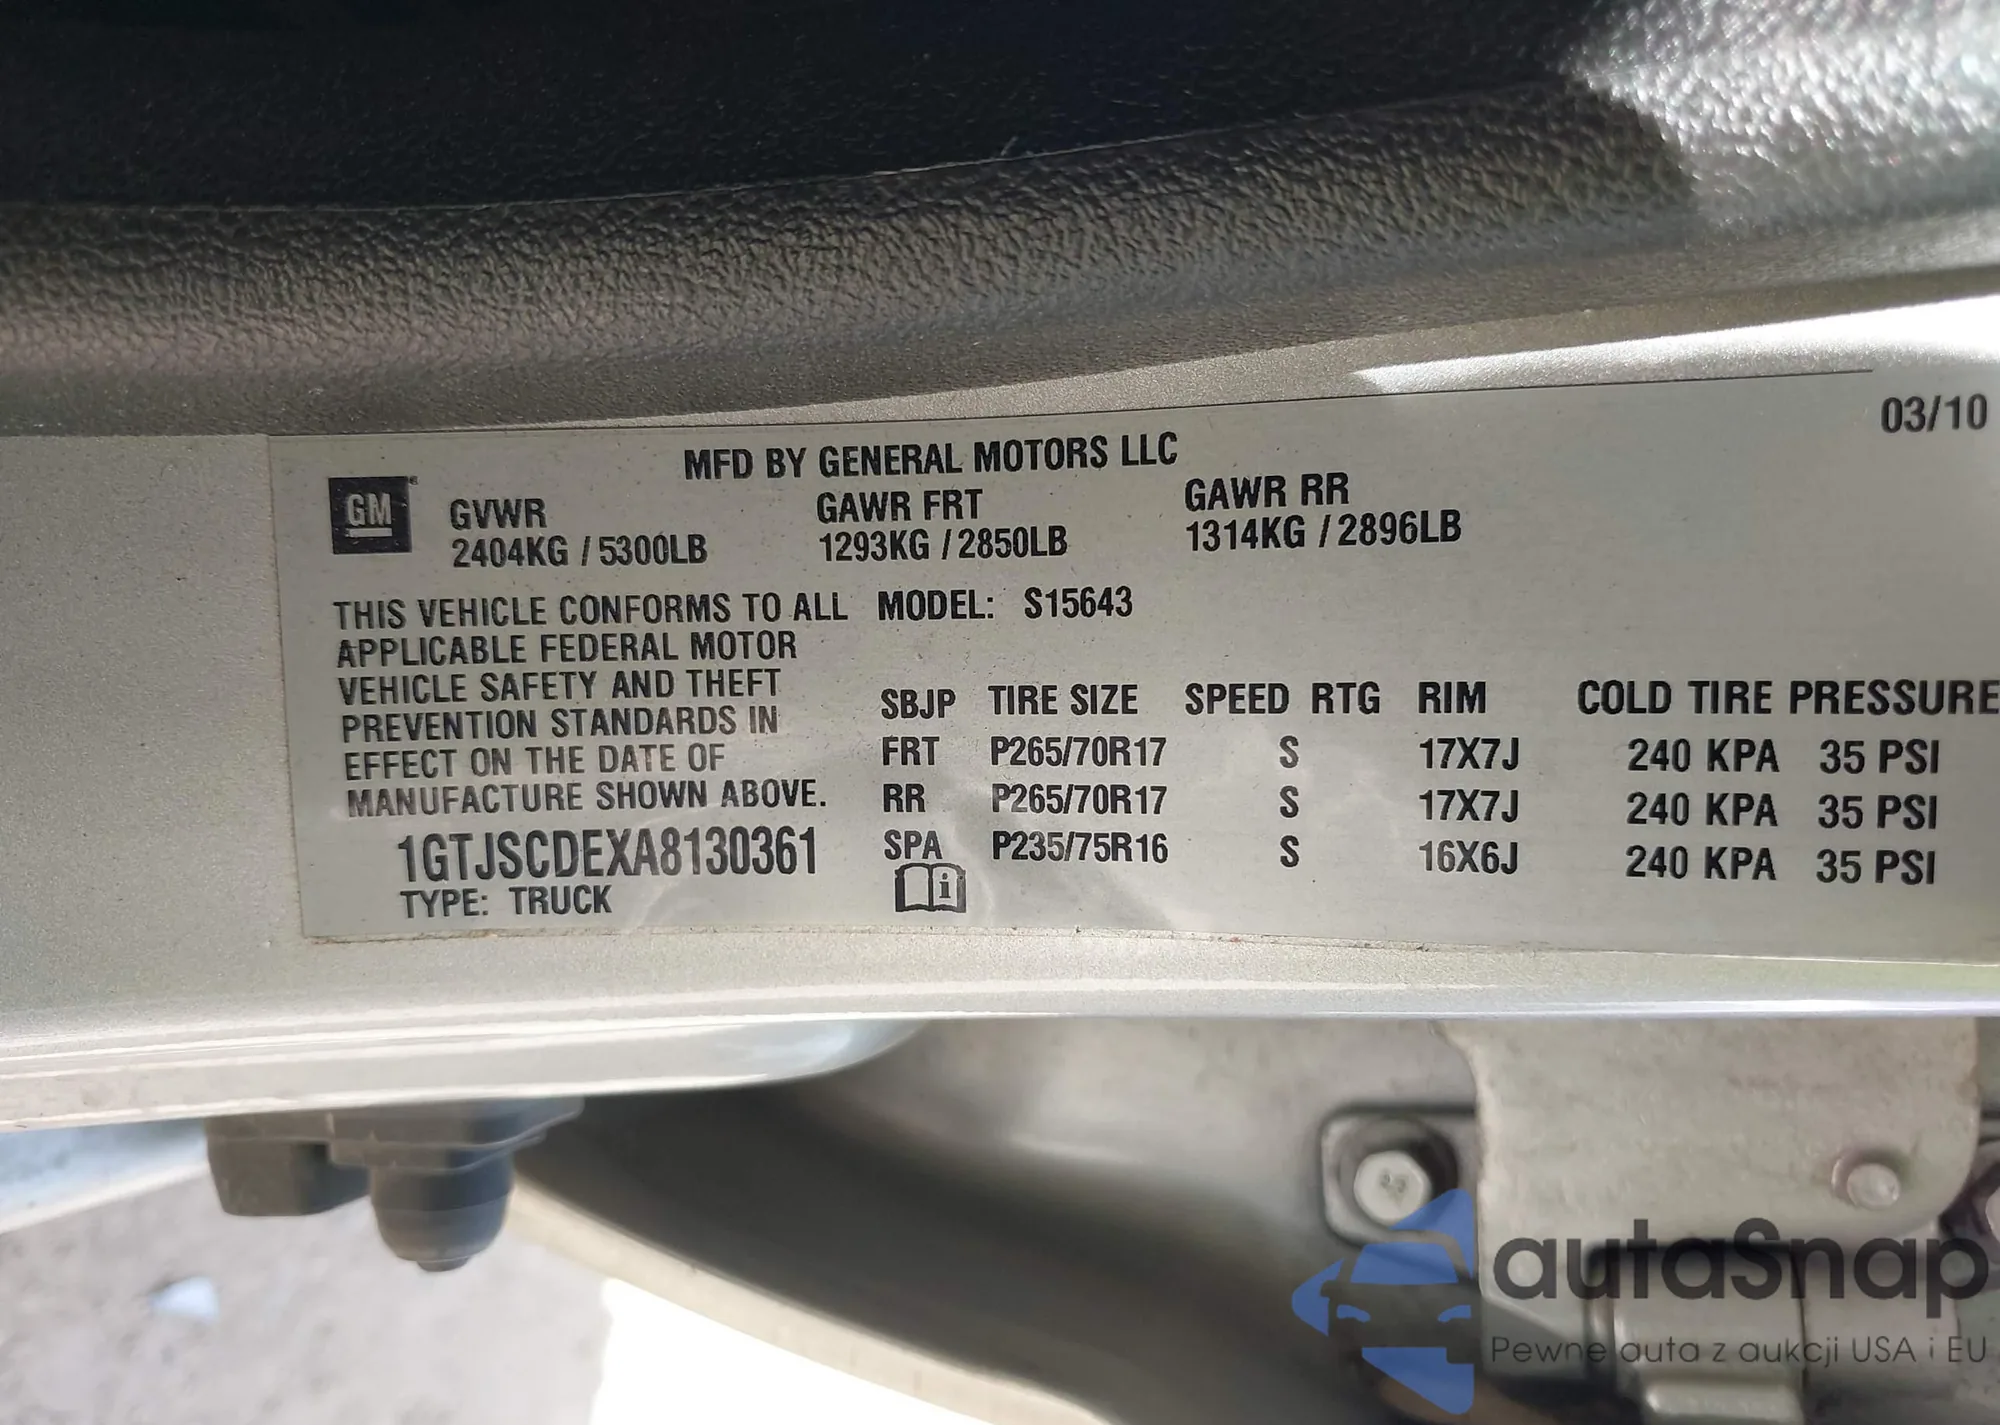 03/10
MFD BY GENERAL MOTORS LLC
GM
GVWR GAWR FRT GAWR RR
2404KG / 5300LB 1293KG / 2850LB 1314KG / 2896LB
THIS VEHICLE CONFORMS TO ALL MODEL: S15643
APPLICABLE FEDERAL MOTOR
VEHICLE SAFETY AND THEFT
PREVENTION STANDARDS IN
EFFECT ON THE DATE OF
MANUFACTURE SHOWN ABOVE.
1GTJSCDEXA8130361
TYPE: TRUCK
SBJP TIRE SIZE SPEED RTG RIM COLD TIRE PRESSURE
FRT P265/70R17 S 17X7J 240 KPA 35 PSI
RR P265/70R17 S 17X7J 240 KPA 35 PSI
SPA P235/75R16 S 16X6J 240 KPA 35 PSI
i
autaSnap
Pewne auta z aukcji USA i EU